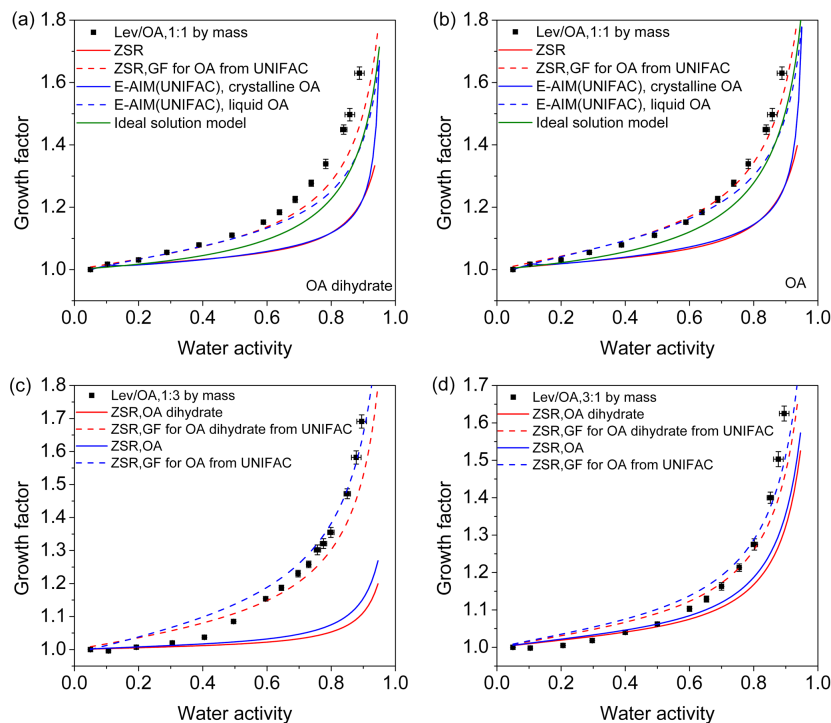 (a)
1.8
1.6
1.4
1.2
1.0
Growth factor
Lev/OA,1:1 by mass
ZSR
ZSR,GF for OA from UNIFAC
E-AIM(UNIFAC), crystalline OA
E-AIM(UNIFAC), liquid OA
Ideal solution model
OA dihydrate
0.0 0.2 0.4 0.6 0.8 1.0
Water activity
(b)
1.8
1.6
1.4
1.2
1.0
Growth factor
Lev/OA,1:1 by mass
ZSR
ZSR,GF for OA from UNIFAC
E-AIM(UNIFAC), crystalline OA
E-AIM(UNIFAC), liquid OA
Ideal solution model
OA
0.0 0.2 0.4 0.6 0.8 1.0
Water activity
(c)
1.8
1.7
1.6
1.5
1.4
1.3
1.2
1.1
1.0
0.9
Growth factor
Lev/OA,1:3 by mass
ZSR,OA dihydrate
ZSR,GF for OA dihydrate from UNIFAC
ZSR,OA
ZSR,GF for OA from UNIFAC
0.0 0.2 0.4 0.6 0.8 1.0
Water activity
(d)
1.7
1.6
1.5
1.4
1.3
1.2
1.1
1.0
0.9
Growth factor
Lev/OA,3:1 by mass
ZSR,OA dihydrate
ZSR,GF for OA dihydrate from UNIFAC
ZSR,OA
ZSR,GF for OA from UNIFAC
0.0 0.2 0.4 0.6 0.8 1.0
Water activity